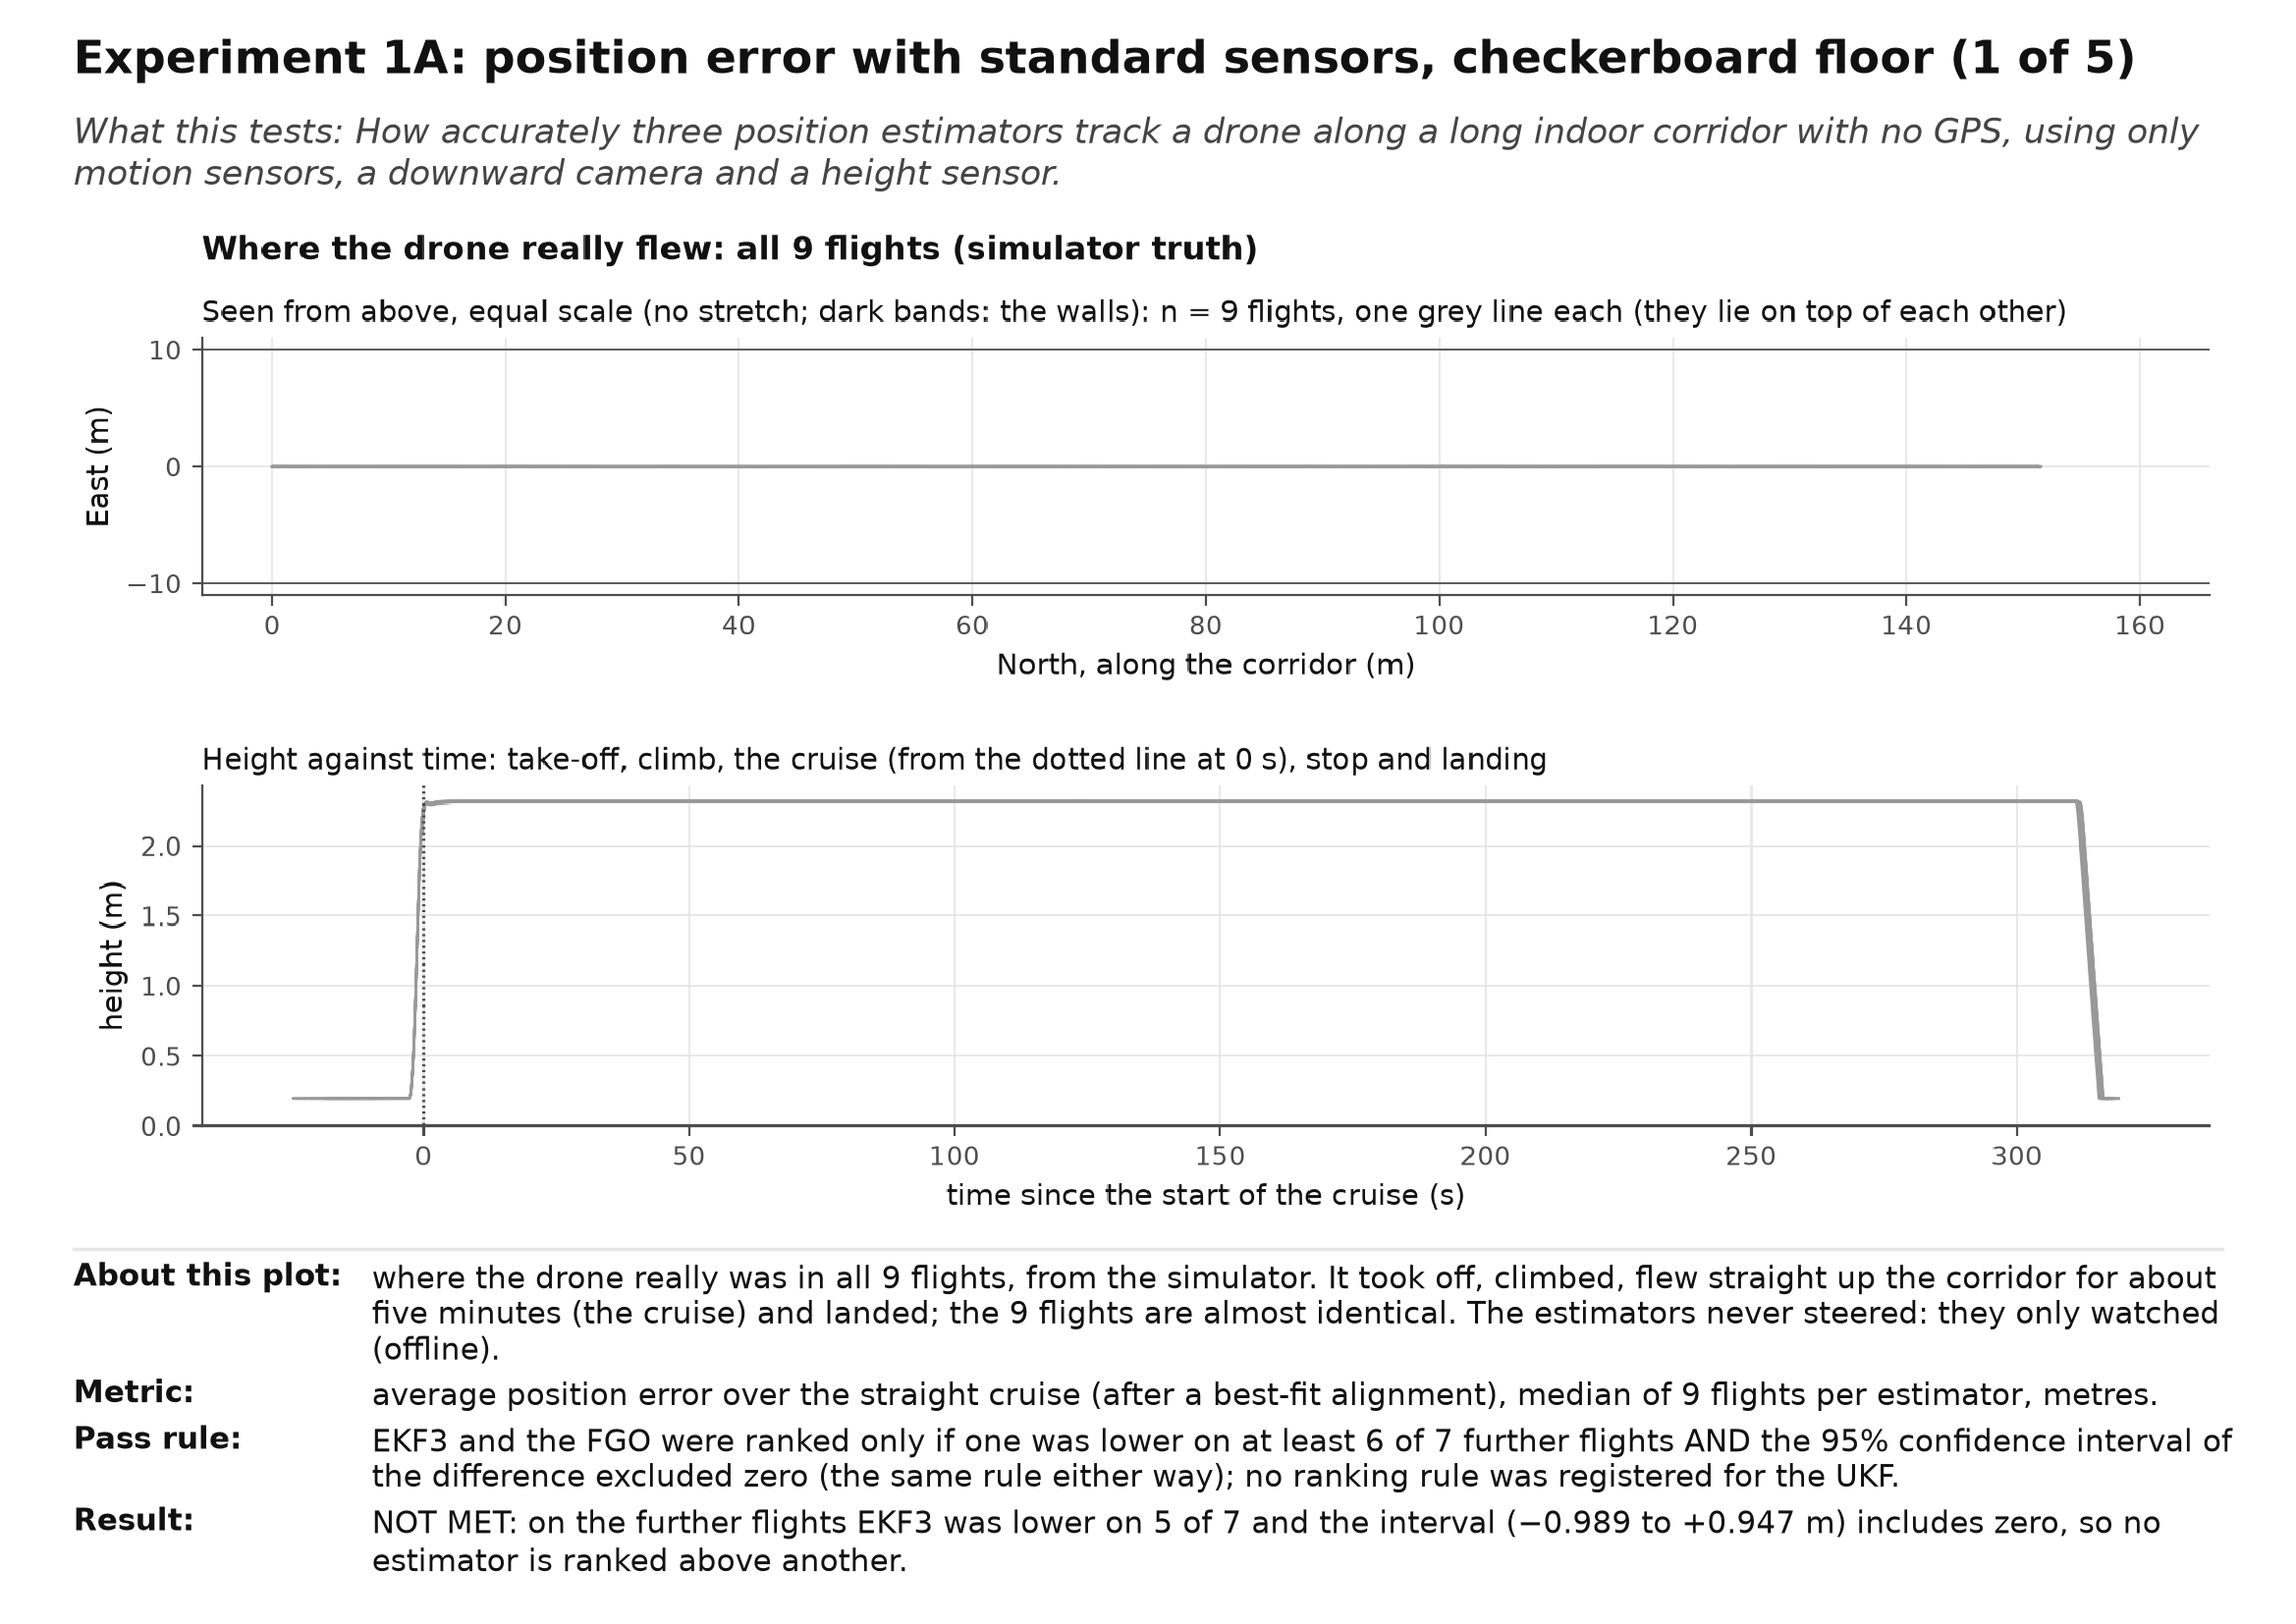 Experiment 1A: position error with standard sensors, checkerboard floor (1 of 5)
What this tests: How accurately three position estimators track a drone along a long indoor corridor with no GPS, using only
motion sensors, a downward camera and a height sensor.
Where the drone really flew: all 9 flights (simulator truth)
Seen from above, equal scale (no stretch; dark bands: the walls): n = 9 flights, one grey line each (they lie on top of each other)
10
0
−10
East (m)
0 20 40 60 80 100 120 140 160
North, along the corridor (m)
Height against time: take-off, climb, the cruise (from the dotted line at 0 s), stop and landing
2.0
1.5
1.0
0.5
0.0
height (m)
0 50 100 150 200 250 300
time since the start of the cruise (s)
About this plot: where the drone really was in all 9 flights, from the simulator. It took off, climbed, flew straight up the corridor for about
five minutes (the cruise) and landed; the 9 flights are almost identical. The estimators never steered: they only watched
(offline).
Metric: average position error over the straight cruise (after a best-fit alignment), median of 9 flights per estimator, metres.
Pass rule: EKF3 and the FGO were ranked only if one was lower on at least 6 of 7 further flights AND the 95% confidence interval of
the difference excluded zero (the same rule either way); no ranking rule was registered for the UKF.
Result: NOT MET: on the further flights EKF3 was lower on 5 of 7 and the interval (−0.989 to +0.947 m) includes zero, so no
estimator is ranked above another.